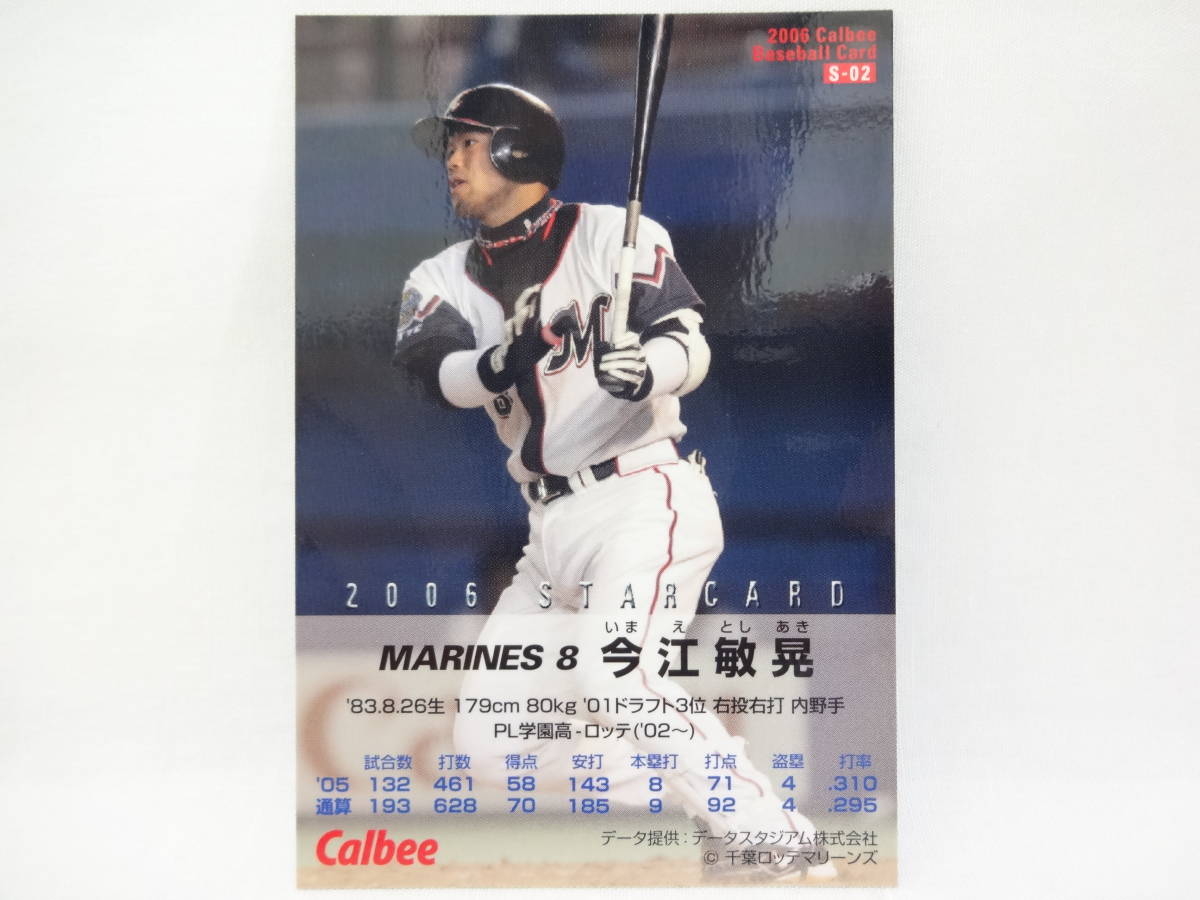 2006 Calbee
Baseball Card
S-02
M
2006 STARCARD
いま え とし あき
MARINES 8 今江敏晃
'83.8.26生 179cm 80kg '01ドラフト3位 右投右打 内野手
PL学園高-ロッテ('02～)
試合数 打数 得点 安打 本塁打 打点 盗塁 打率
'05 132 461 58 143 8 71 4 .310
通算 193 628 70 185 9 92 4 .295
Calbee
データ提供:データスタジアム株式会社
© 千葉ロッテマリーンズ